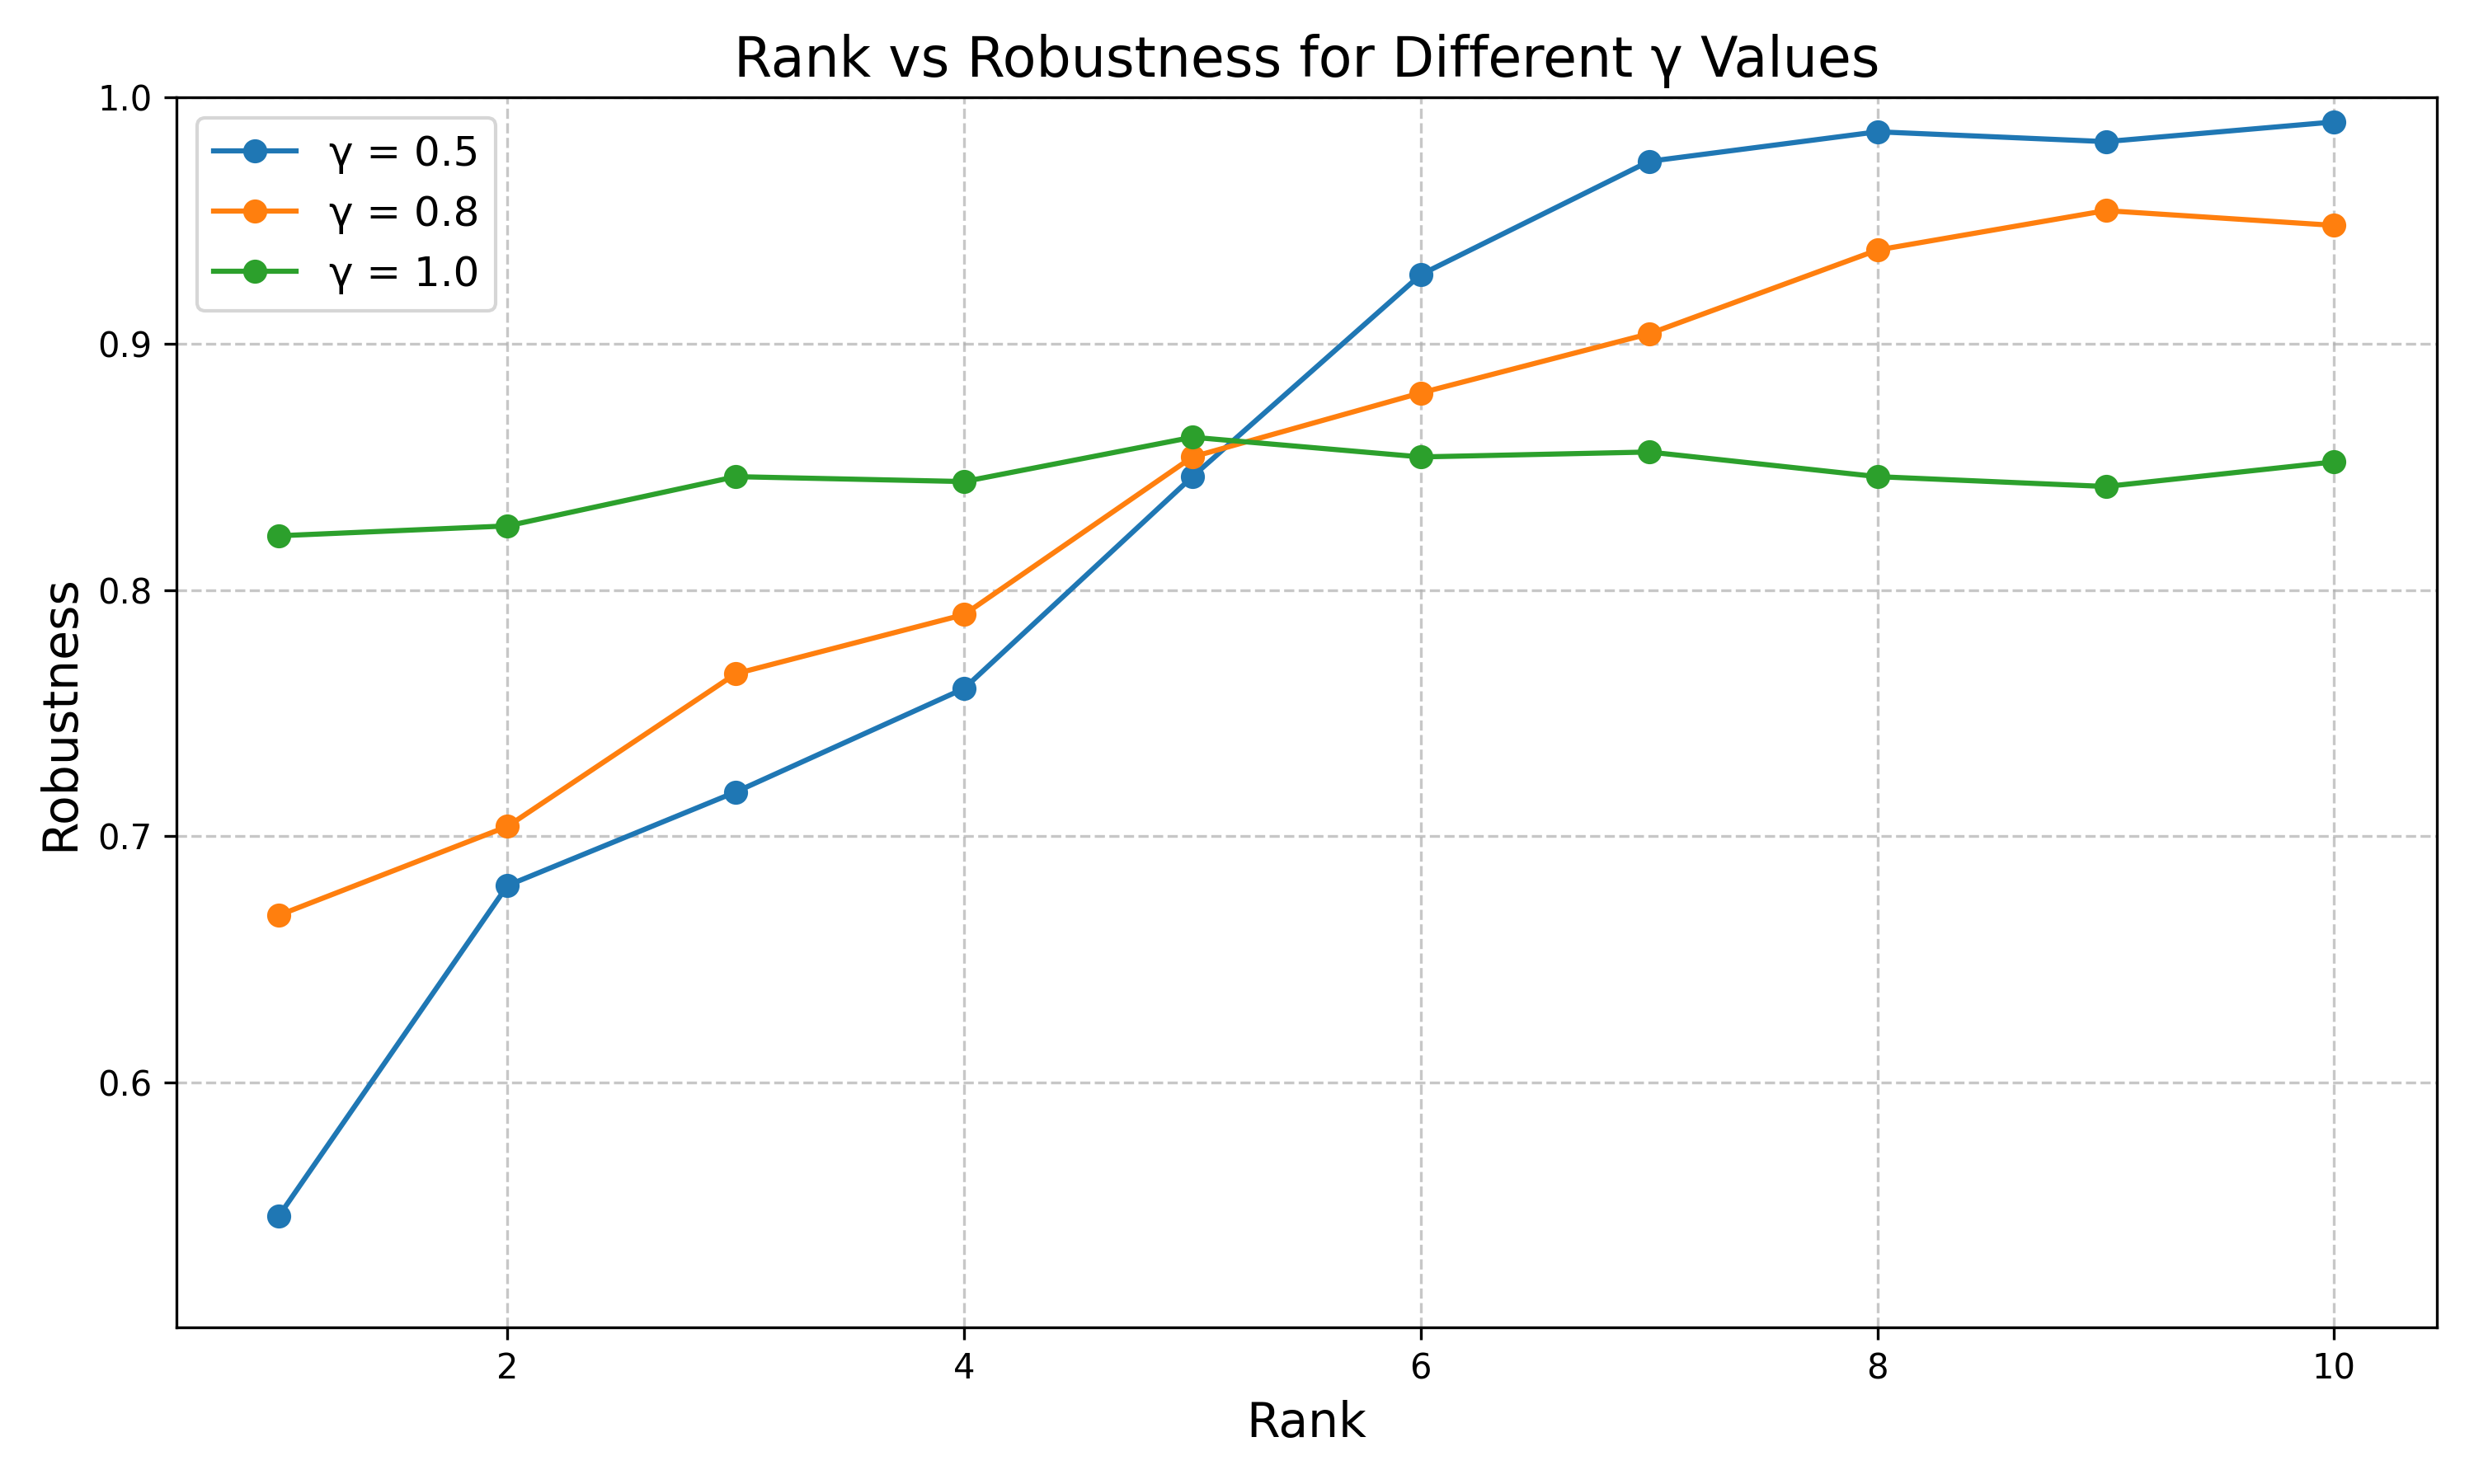 Rank vs Robustness for Different γ Values
γ = 0.5
γ = 0.8
γ = 1.0
Robustness
1.0
0.9
0.8
0.7
0.6
2 4 6 8 10
Rank